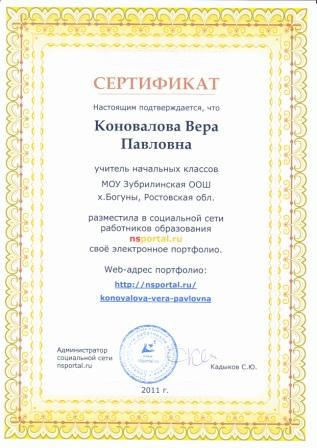 СЕРТИФИКАТ
Настоящим подтверждается, что
Коновалова Вера
Павловна
учитель начальных классов
МОУ Зубрилинская ООШ
х.Богуны, Ростовская обл.
разместила в социальной сети
работников образования
nsportal.ru
своё электронное портфолио.
Web-адрес портфолио:
http://nsportal.ru/
konovalova-vera-pavlovna
Администратор
социальной сети
nsportal.ru
Кадыков С.Ю.
2011 г.